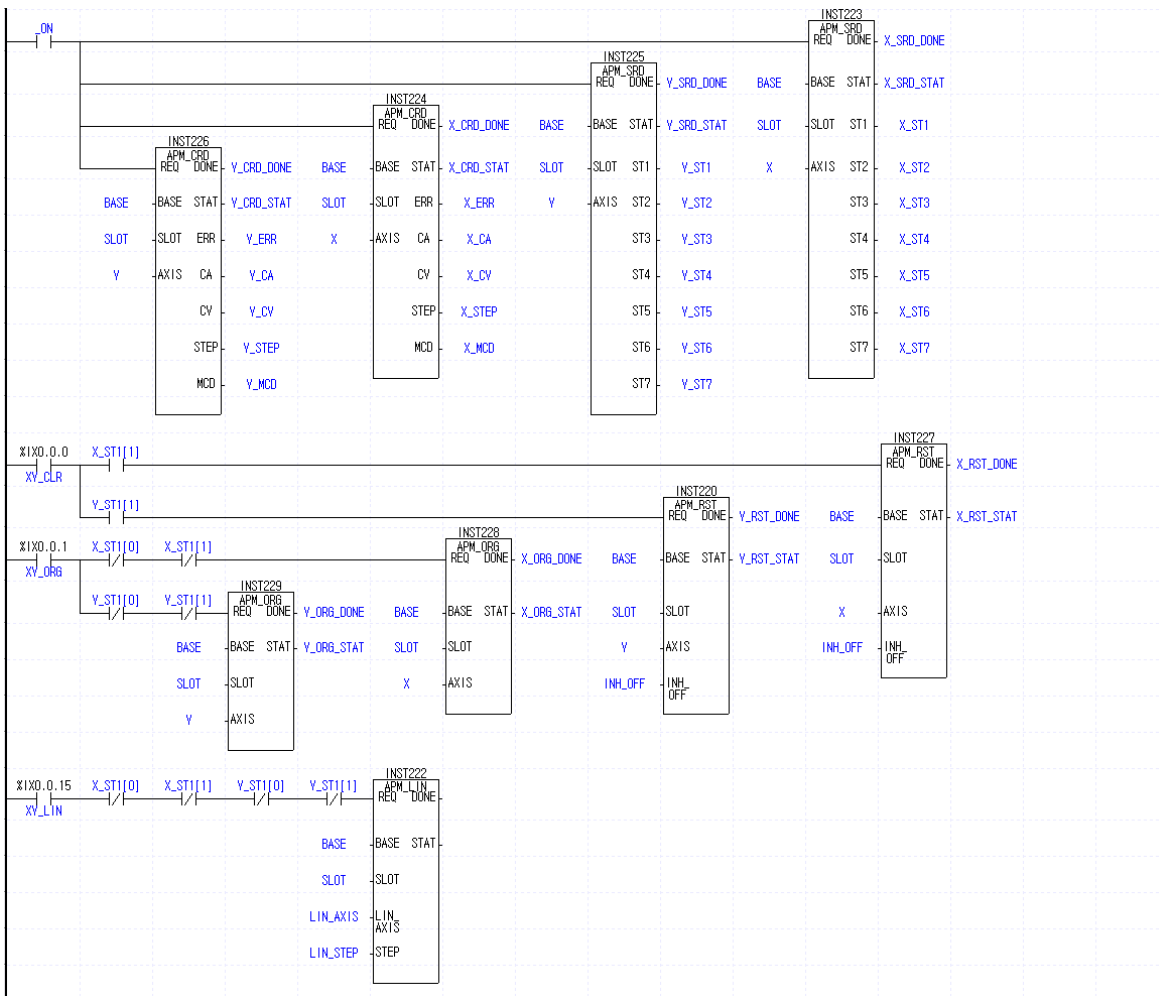 INST223
_ON APM_SRD
REQ DONE X_SRD_DONE
INST225
APM_SRD
REQ DONE Y_SRD_DONE BASE BASE STAT X_SRD_STAT
INST224
APM_CRD
REQ DONE X_CRD_DONE BASE BASE STAT Y_SRD_STAT SLOT SLOT ST1 X_ST1
INST226
APM_CRD
REQ DONE Y_CRD_DONE BASE BASE STAT X_CRD_STAT SLOT SLOT ST1 Y_ST1 X AXIS ST2 X_ST2
BASE BASE STAT Y_CRD_STAT SLOT SLOT ERR X_ERR Y AXIS ST2 Y_ST2 ST3 X_ST3
SLOT SLOT ERR Y_ERR X AXIS CA X_CA ST3 Y_ST3 ST4 X_ST4
Y AXIS CA Y_CA CV X_CV ST4 Y_ST4 ST5 X_ST5
CV Y_CV STEP X_STEP ST5 Y_ST5 ST6 X_ST6
STEP Y_STEP MCD X_MCD ST6 Y_ST6 ST7 X_ST7
MCD Y_MCD ST7 Y_ST7
INST227
%IX0.0.0 X_ST1[1] APM_RST
REQ DONE X_RST_DONE
XY_CLR
INST220
Y_ST1[1] APM_RST
REQ DONE Y_RST_DONE BASE BASE STAT X_RST_STAT
INST228
%IX0.0.1 X_ST1[0] X_ST1[1] APM_ORG
REQ DONE X_ORG_DONE BASE BASE STAT Y_RST_STAT SLOT SLOT
XY_ORG
INST229
Y_ST1[0] Y_ST1[1] APM_ORG
REQ DONE Y_ORG_DONE BASE BASE STAT X_ORG_STAT SLOT SLOT X AXIS
BASE BASE STAT Y_ORG_STAT SLOT SLOT Y AXIS INH_OFF INH_
OFF
SLOT SLOT X AXIS INH_OFF INH_
OFF
Y AXIS
INST222
%IX0.0.15 X_ST1[0] X_ST1[1] Y_ST1[0] Y_ST1[1] APM_LIN
REQ DONE
XY_LIN
BASE BASE STAT
SLOT SLOT
LIN_AXIS LIN_
AXIS
LIN_STEP STEP